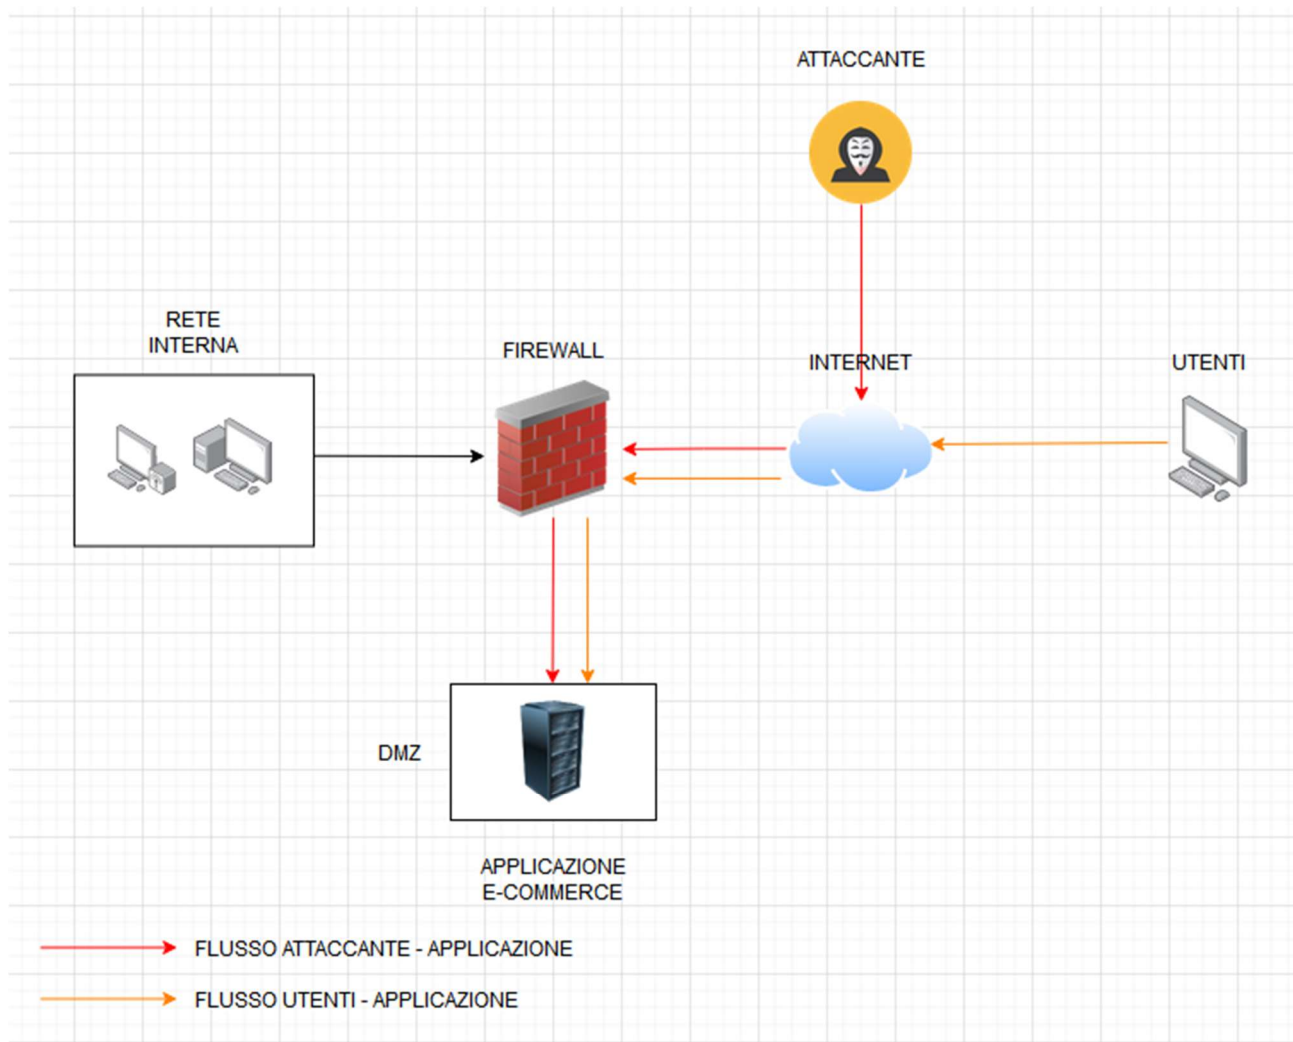 ATTACCANTE
RETE
INTERNA
FIREWALL
INTERNET
UTENTI
DMZ
APPLICAZIONE
E-COMMERCE
FLUSSO ATTACCANTE - APPLICAZIONE
FLUSSO UTENTI - APPLICAZIONE